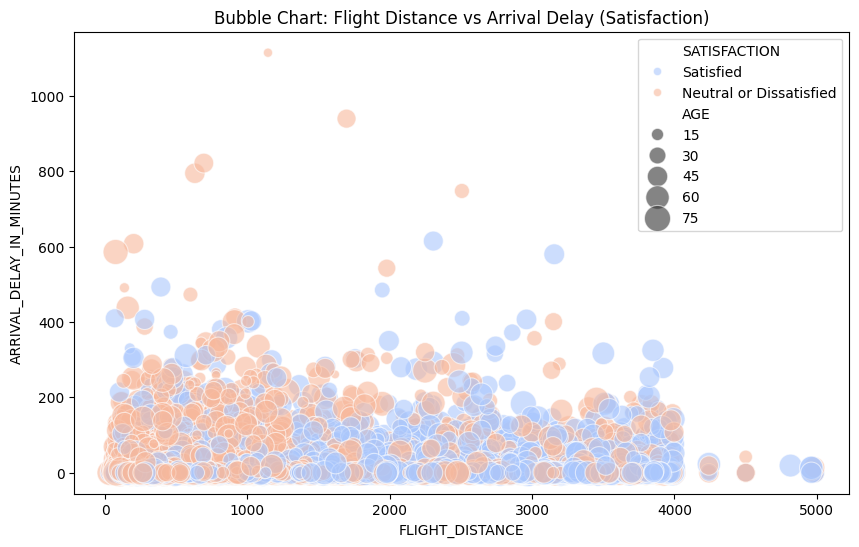 Bubble Chart: Flight Distance vs Arrival Delay (Satisfaction)
SATISFACTION
Satisfied
Neutral or Dissatisfied
AGE
15
30
45
60
75
ARRIVAL_DELAY_IN_MINUTES
1000
800
600
400
200
0
0 1000 2000 3000 4000 5000
FLIGHT_DISTANCE